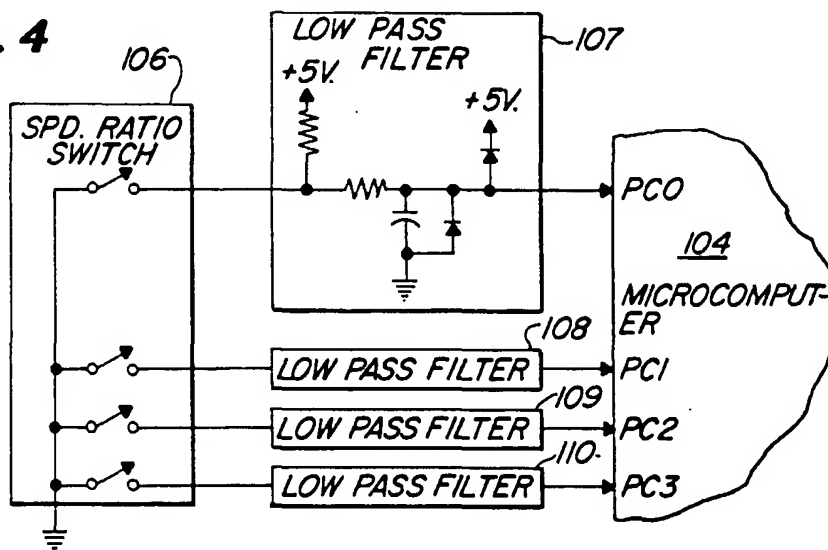 . 4
106
SPD. RATIO
SWITCH
LOW PASS
FILTER
107
+5V.
+5V.
PC0
104
MICROCOMPUT-
ER
108
LOW PASS FILTER
PC1
109
LOW PASS FILTER
PC2
110
LOW PASS FILTER
PC3